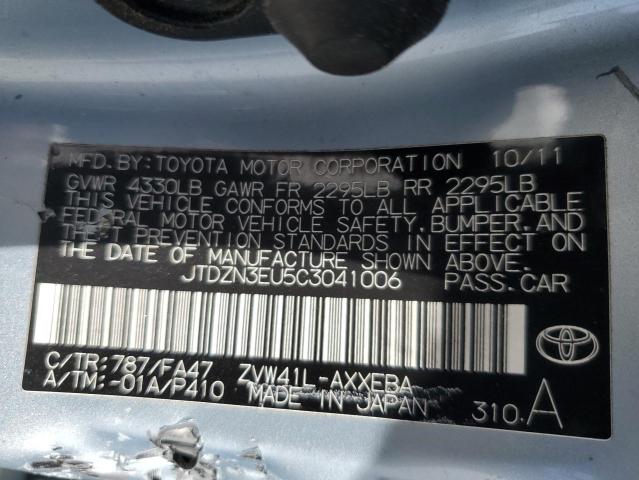 MFD.BY:TOYOTA MOTOR CORPORATION 10/11
GVWR 4330LB GAWR FR 2295LB RR 2295LB
THIS VEHICLE CONFORMS TO ALL APPLICABLE
FEDERAL MOTOR VEHICLE SAFETY,BUMPER,AND
THEFT PREVENTION STANDARDS IN EFFECT ON
THE DATE OF MANUFACTURE SHOWN ABOVE.
JTDZN3EU5C3041006 PASS.CAR
C/TR:787/FA47 ZVW41L-AXXEBA
A/TM:-01A/P410 MADE IN JAPAN 310.A